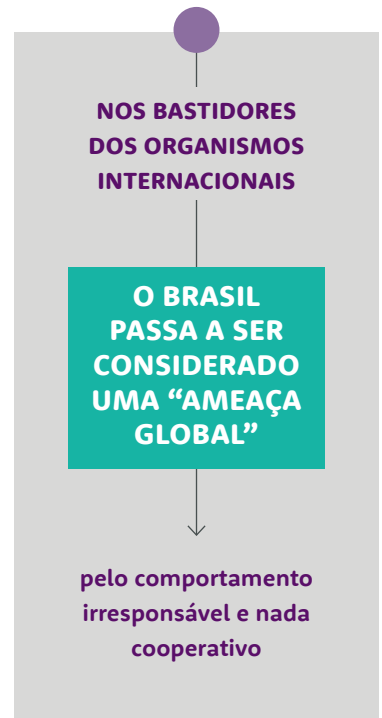 NOS BASTIDORES
DOS ORGANISMOS
INTERNACIONAIS
O BRASIL
PASSA A SER
CONSIDERADO
UMA “AMEAÇA
GLOBAL”
pelo comportamento
irresponsável e nada
cooperativo